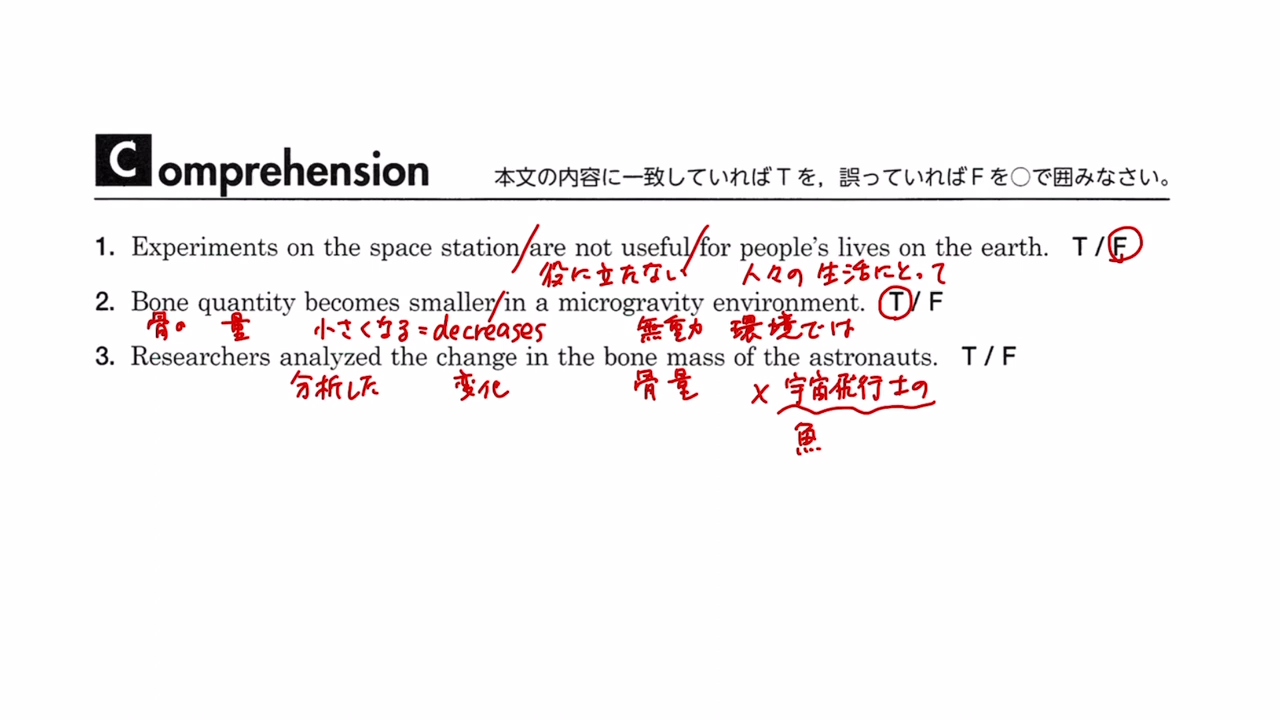 Comprehension 本文の内容に一致していればTを，誤っていればFを○で囲みなさい。
1. Experiments on the space station/are not useful/for people's lives on the earth. T / F
役に立たない 人々の生活にとって
2. Bone quantity becomes smaller/in a microgravity environment. T / F
骨の 量 小さくなる=decreases 無重力 環境では
3. Researchers analyzed the change in the bone mass of the astronauts. T / F
分析した 変化 骨量 × 宇宙飛行士の
魚